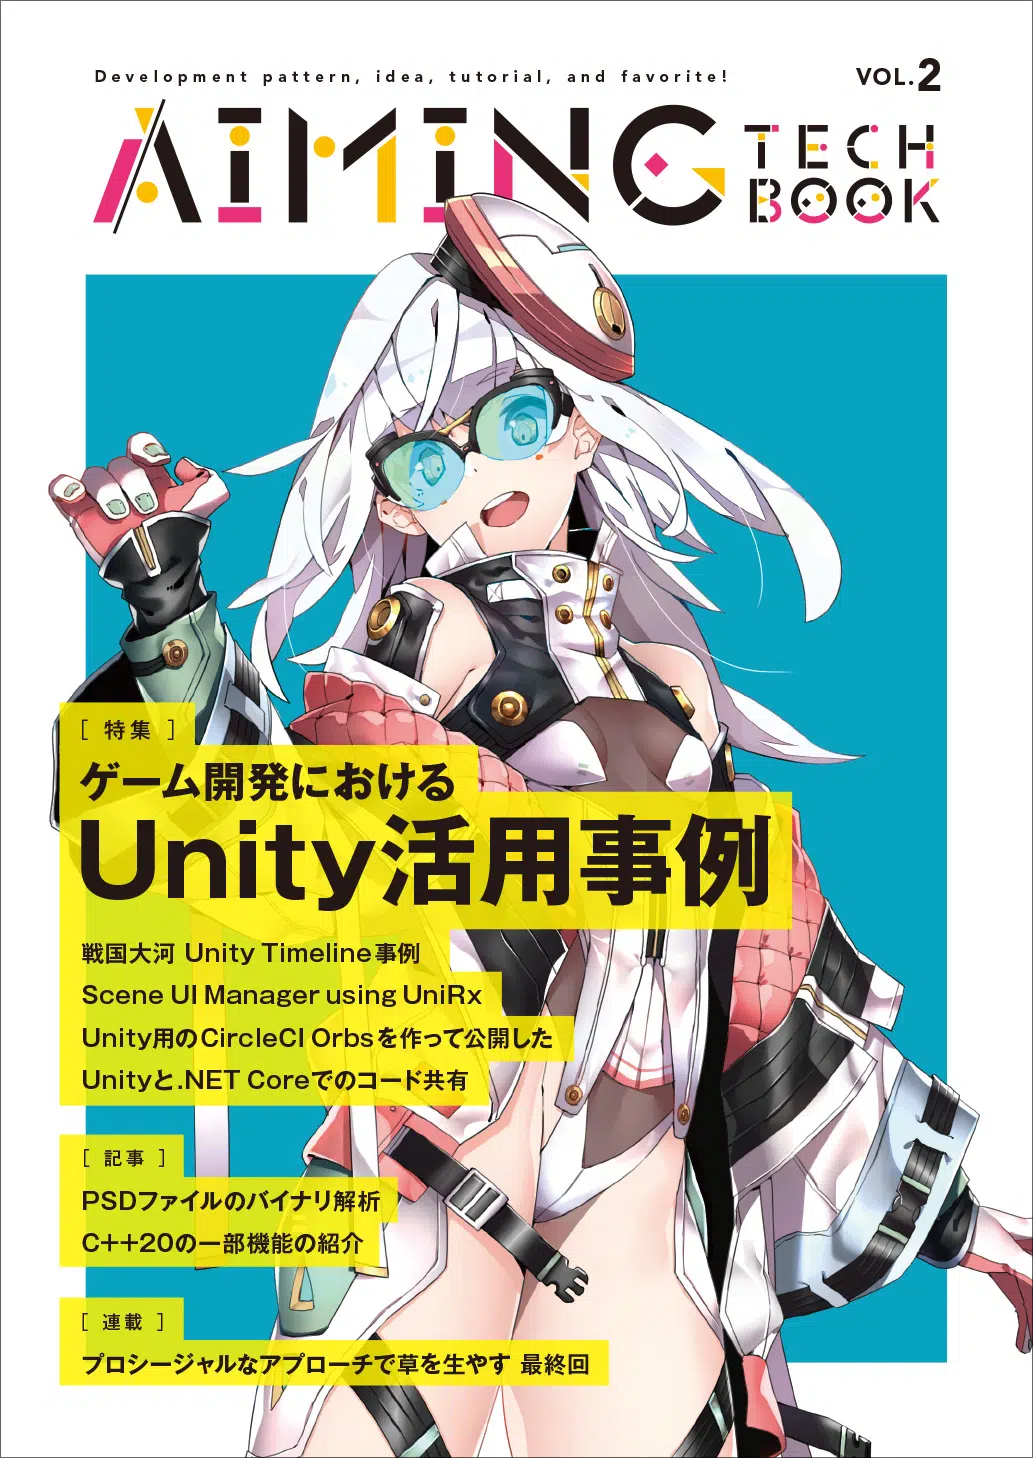 Development pattern, idea, tutorial, and favorite!
VOL.2
AIMING TECH BOOK
[ 特集 ]
ゲーム開発における
Unity活用事例
戦国大河 Unity Timeline事例
Scene UI Manager using UniRx
Unity用のCircleCI Orbsを作って公開した
Unityと.NET Coreでのコード共有
[ 記事 ]
PSDファイルのバイナリ解析
C++20の一部機能の紹介
[ 連載 ]
プロシージャルなアプローチで草を生やす 最終回